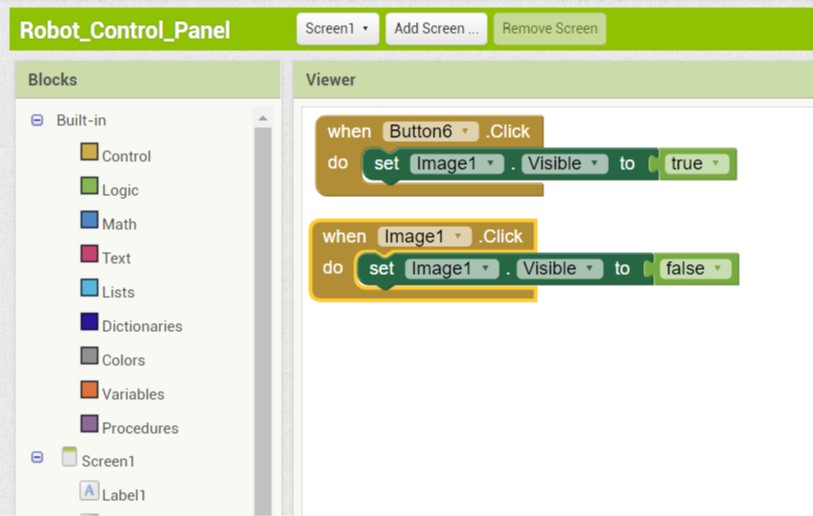 Robot_Control_Panel
Screen1
Add Screen ...
Remove Screen
Blocks
Viewer
Built-in
Control
Logic
Math
Text
Lists
Dictionaries
Colors
Variables
Procedures
Screen1
A Label1
when Button6 .Click
do set Image1 . Visible to true
when Image1 .Click
do set Image1 . Visible to false